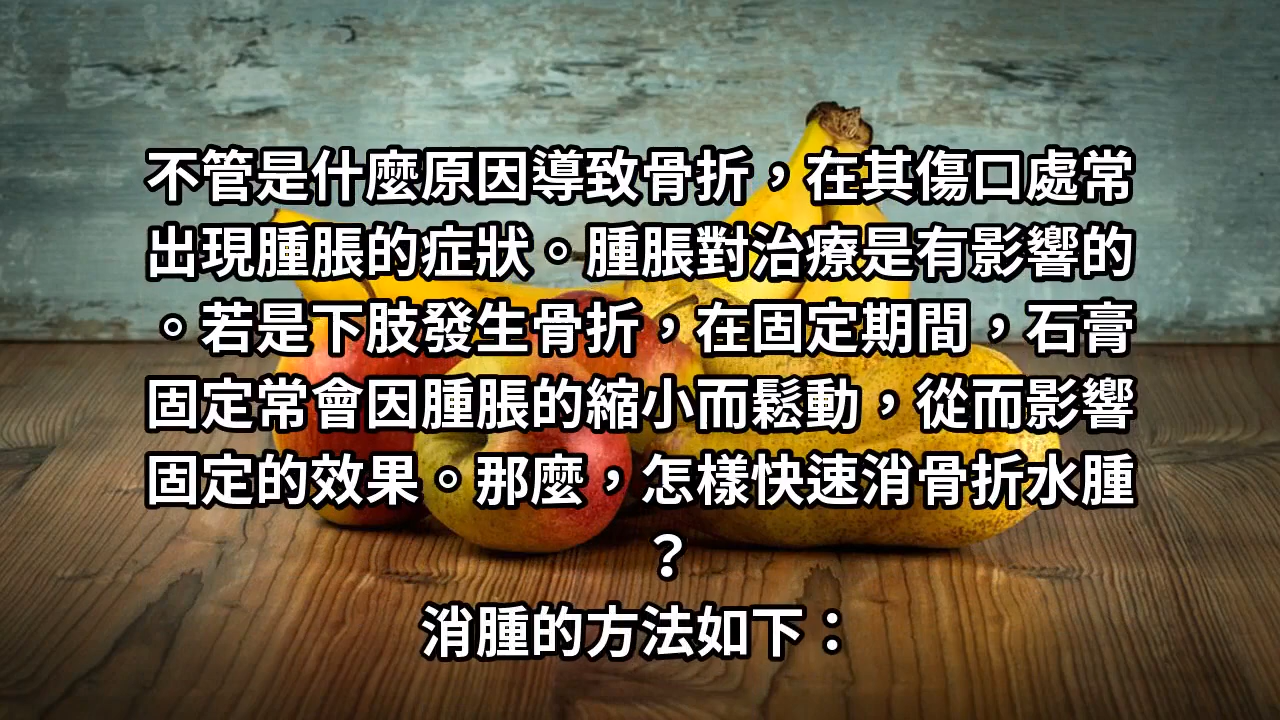 不管是什麼原因導致骨折，在其傷口處常
出現腫脹的症狀。腫脹對治療是有影響的
。若是下肢發生骨折，在固定期間，石膏
固定常會因腫脹的縮小而鬆動，從而影響
固定的效果。那麼，怎樣快速消骨折水腫
？
消腫的方法如下：